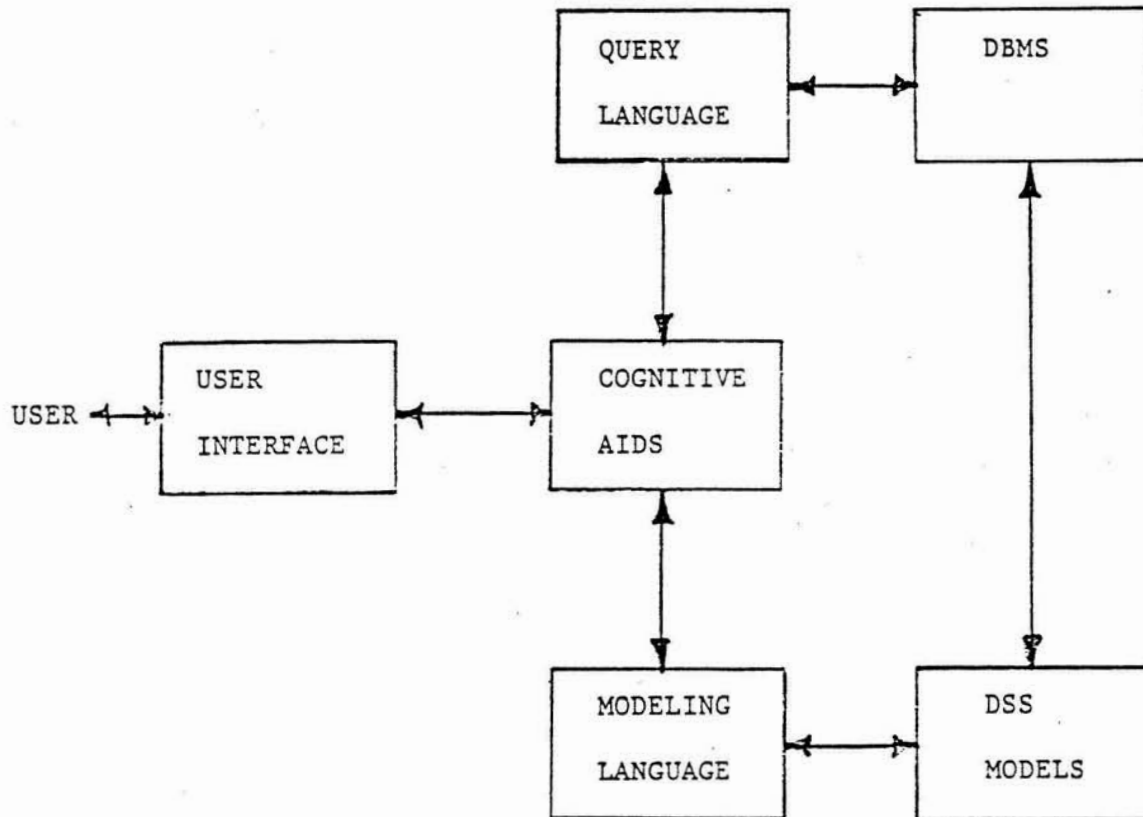 QUERY
LANGUAGE
DBMS
USER
USER
INTERFACE
COGNITIVE
AIDS
MODELING
LANGUAGE
DSS
MODELS